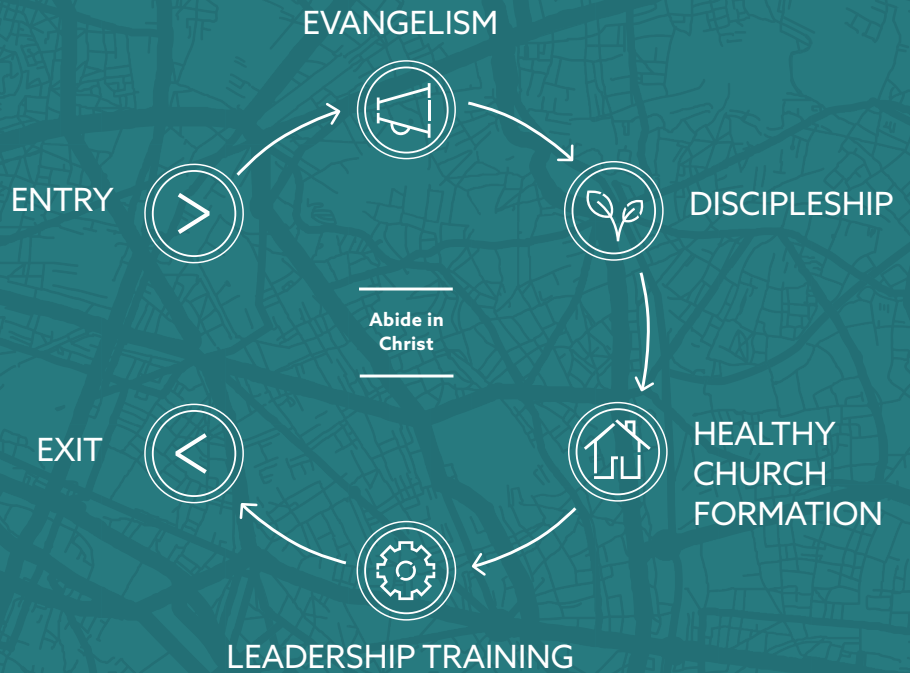 EVANGELISM
ENTRY
DISCIPLESHIP
Abide in
Christ
EXIT
HEALTHY
CHURCH
FORMATION
LEADERSHIP TRAINING